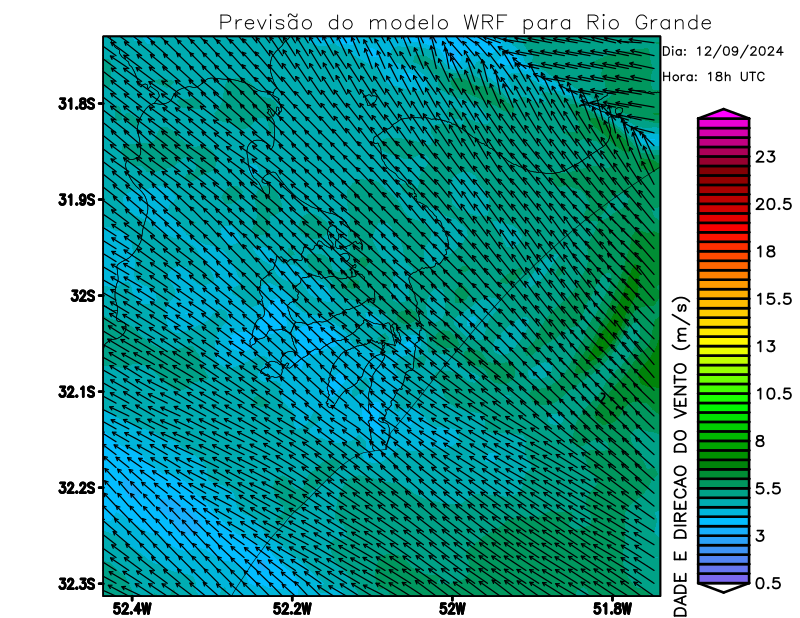 Previsão do modelo WRF para Rio Grande
Dia: 12/09/2024
Hora: 18h UTC
31.8S
31.9S
32S
32.1S
32.2S
32.3S
52.4W
52.2W
52W
51.8W
23
20.5
18
15.5
13
10.5
8
5.5
3
0.5
DADE E DIRECAO DO VENTO (m/s)